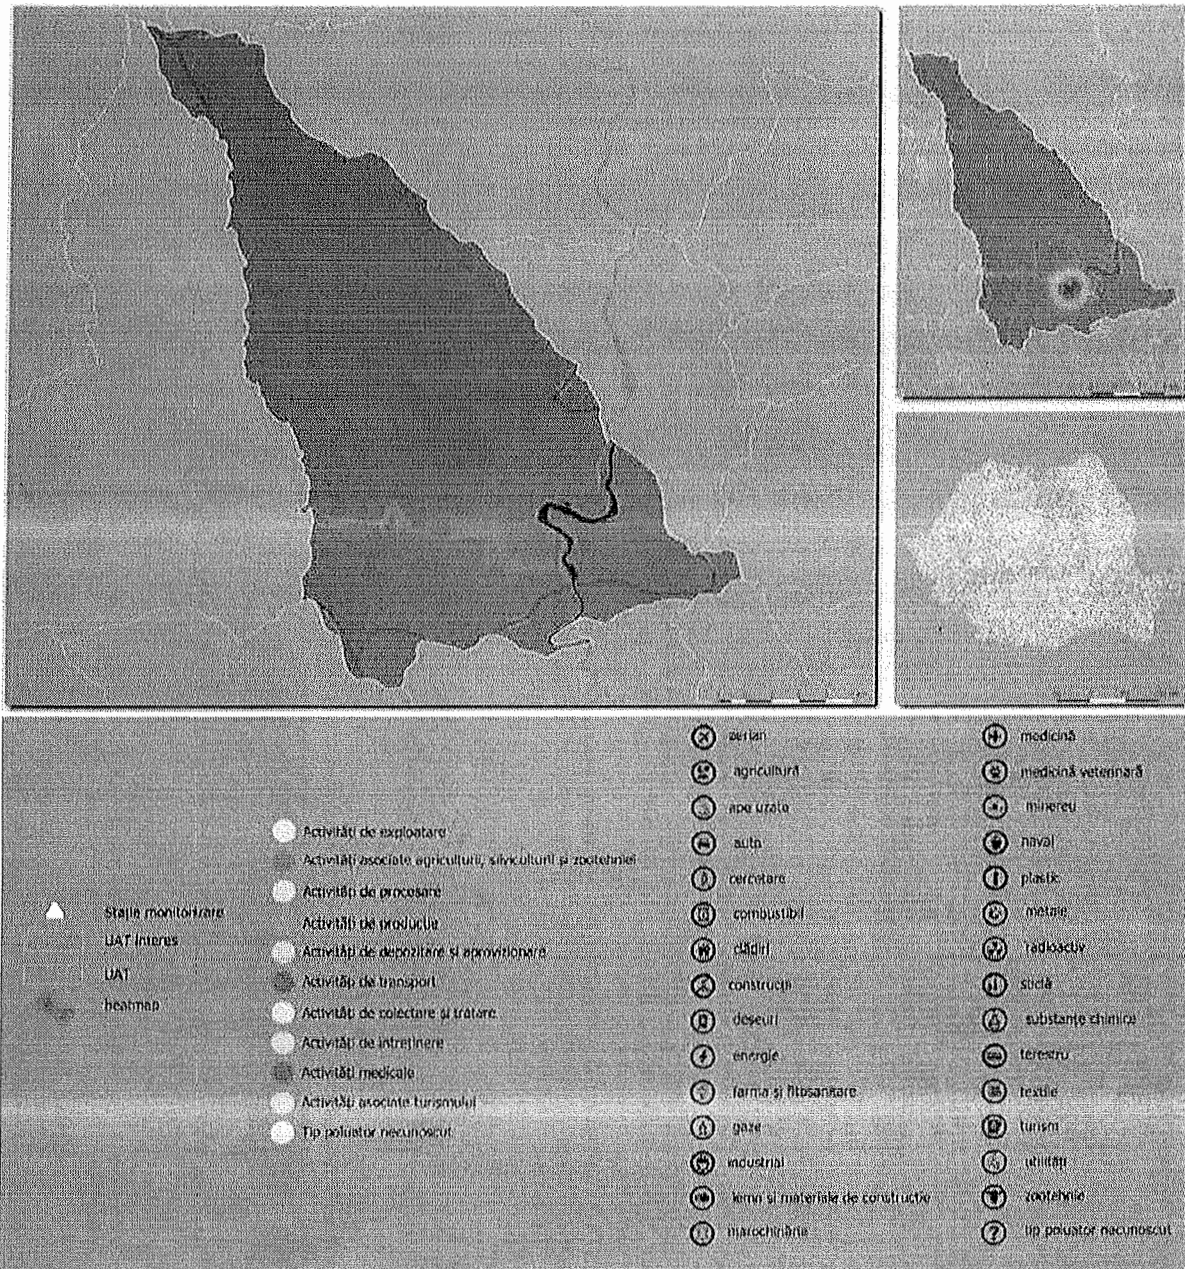 Stație monitorizare
UAT interes
UAT
heatmap
Activități de exploatare
Activități asociate agriculturii, silviculturii și zootehniei
Activități de procesare
Activități de producție
Activități de depozitare și aprovizionare
Activități de transport
Activități de colectare și tratare
Activități de întreținere
Activități medicale
Activități asociate turismului
Tip poluator necunoscut
aerian
agricultură
ape uzate
auto
cercetare
combustibil
clădiri
construcții
deșeuri
energie
farma și fitosanitare
gaze
industrial
lemn si materiale de constructie
marochinărie
medicină
medicină veterinară
minereu
naval
plastic
metale
radioactiv
sticlă
substanțe chimice
terestru
textile
turism
utilități
zootehnie
tip poluator necunoscut